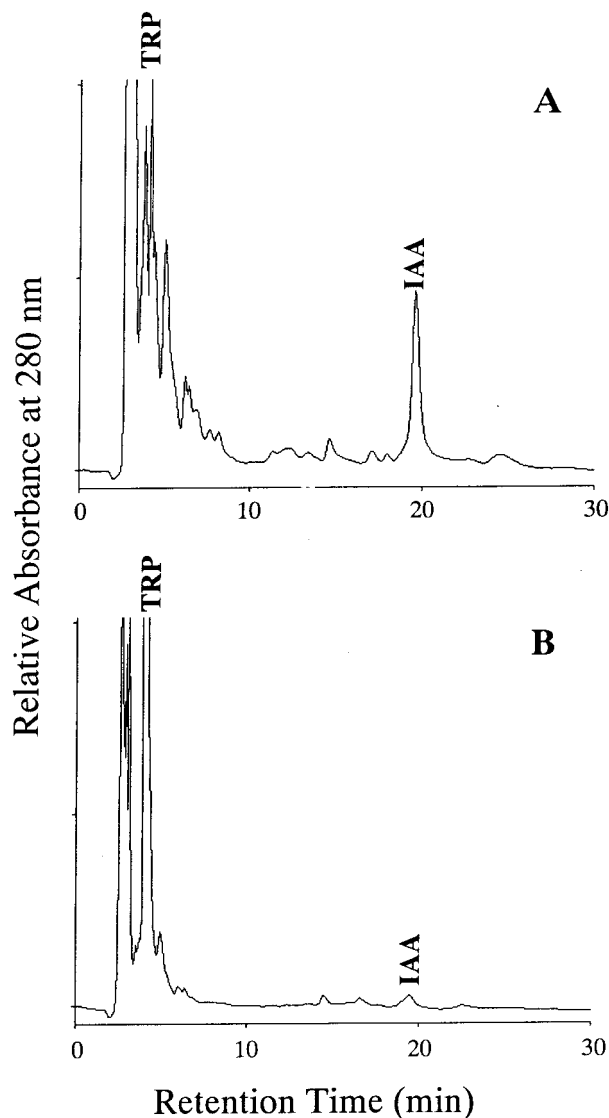 TRP
A
IAA
0 10 20 30
Relative Absorbance at 280 nm
TRP
B
IAA
0 10 20 30
Retention Time (min)